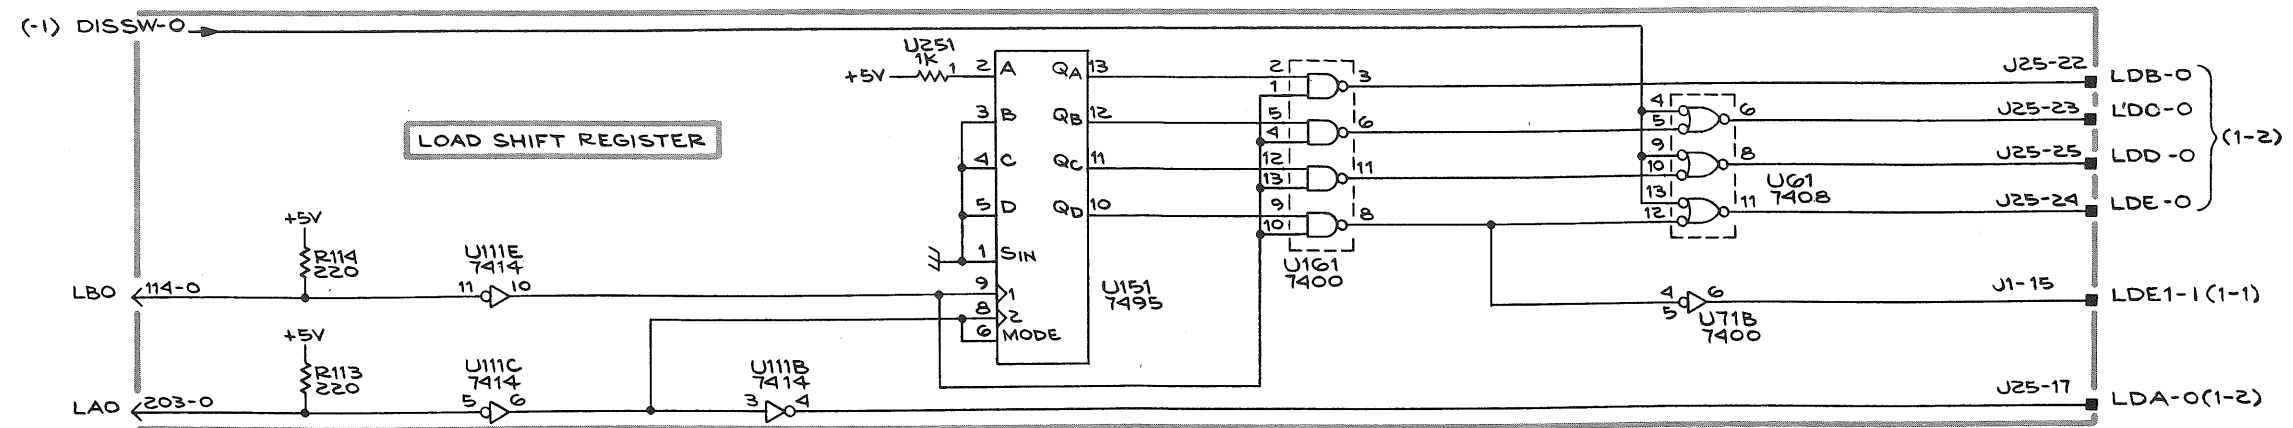 (-1) DISSW-0
LOAD SHIFT REGISTER
+5V
U251
1K
1
2 A
3 B
4 C
5 D
1 SIN
9 1
8 2
6 MODE
QA 13
QB 12
QC 11
QD 10
U151
7495
2
1
3
5
4
6
12
13
11
9
10
8
U161
7400
4
5
6
9
10
8
13
12
11
U61
7408
J25-22 LDB-0
J25-23 L'DC-0
J25-25 LDD-0
J25-24 LDE-0
(1-2)
+5V
R114
220
LBO 114-0
U111E
7414
11 10
4
5
6
U71B
7400
J1-15 LDE1-1(1-1)
+5V
R113
220
LAO 203-0
U111C
7414
5 6
U111B
7414
3 4
J25-17 LDA-0(1-2)